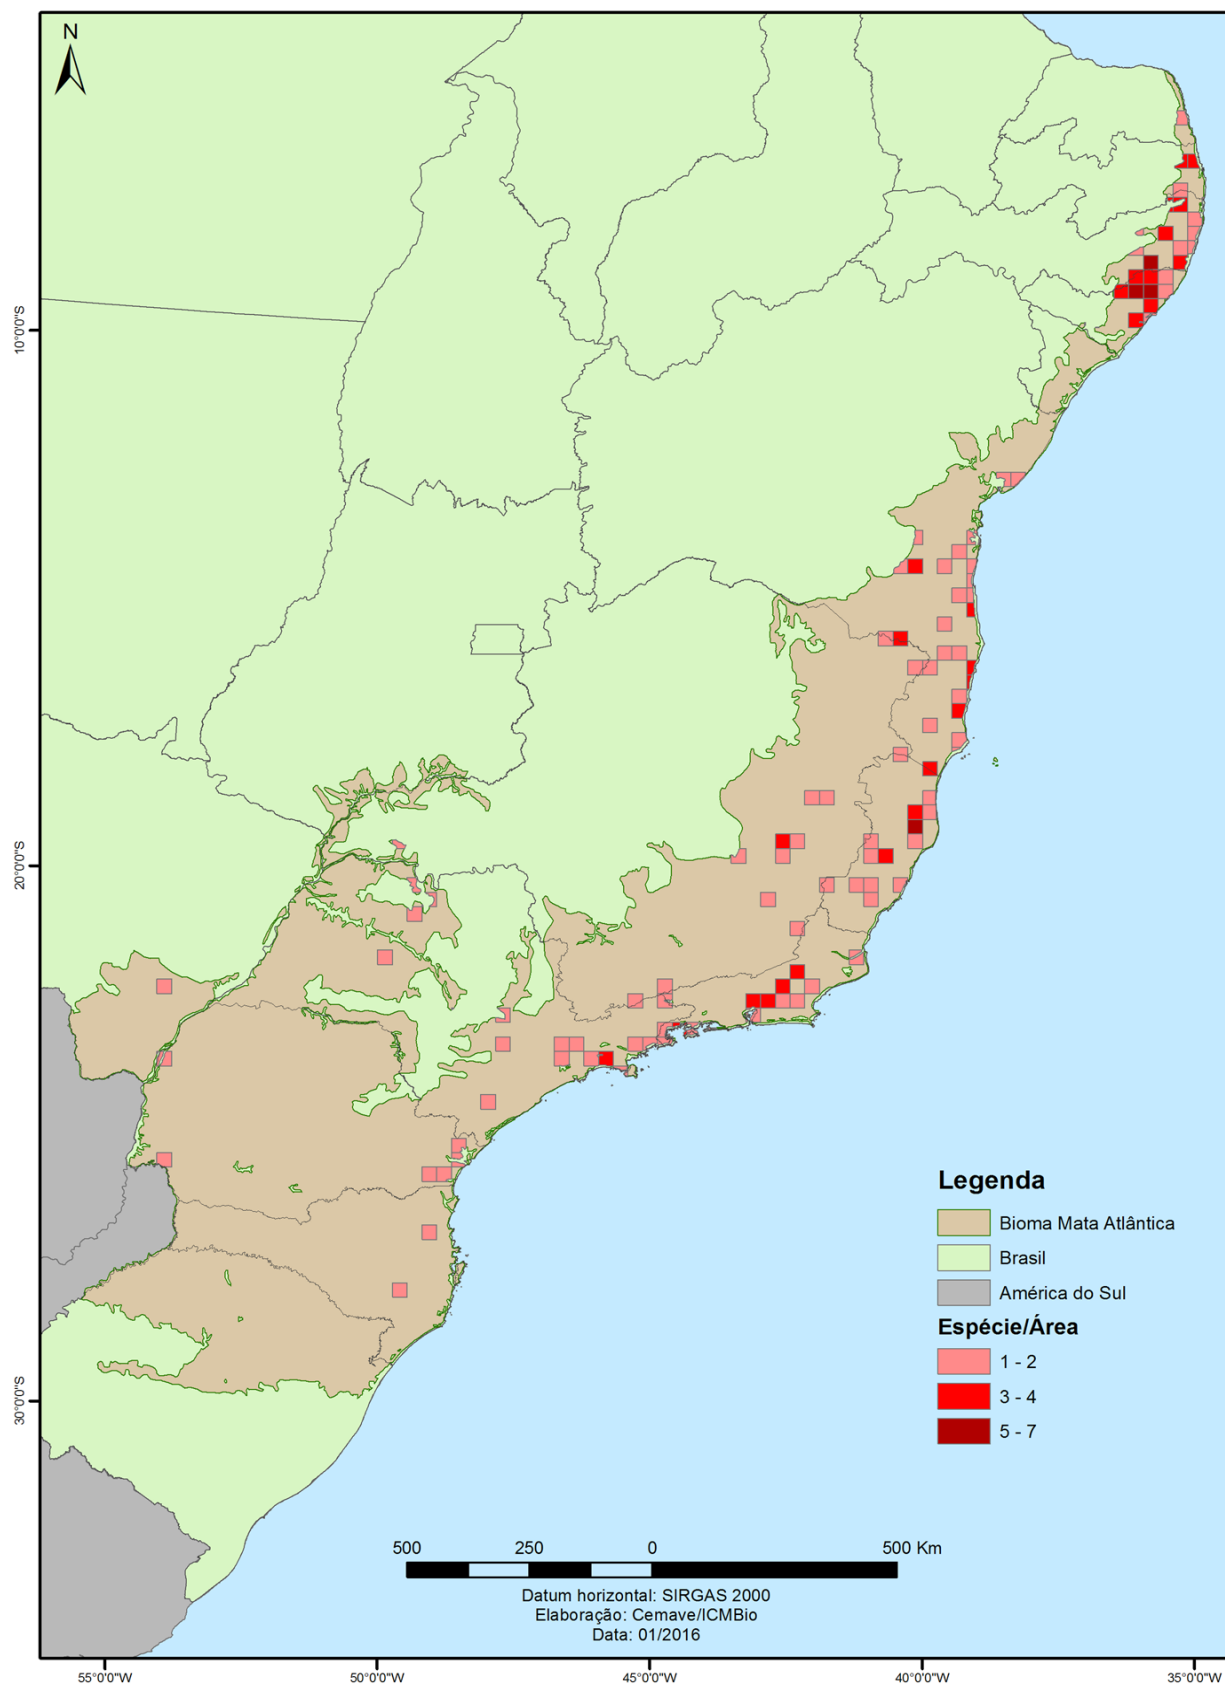 N
10°0'0"S
20°0'0"S
30°0'0"S
Legenda
Bioma Mata Atlântica
Brasil
América do Sul
Espécie/Área
1 - 2
3 - 4
5 - 7
500 250 0 500 Km
Datum horizontal: SIRGAS 2000
Elaboração: Cemave/ICMBio
Data: 01/2016
55°0'0"W 50°0'0"W 45°0'0"W 40°0'0"W 35°0'0"W